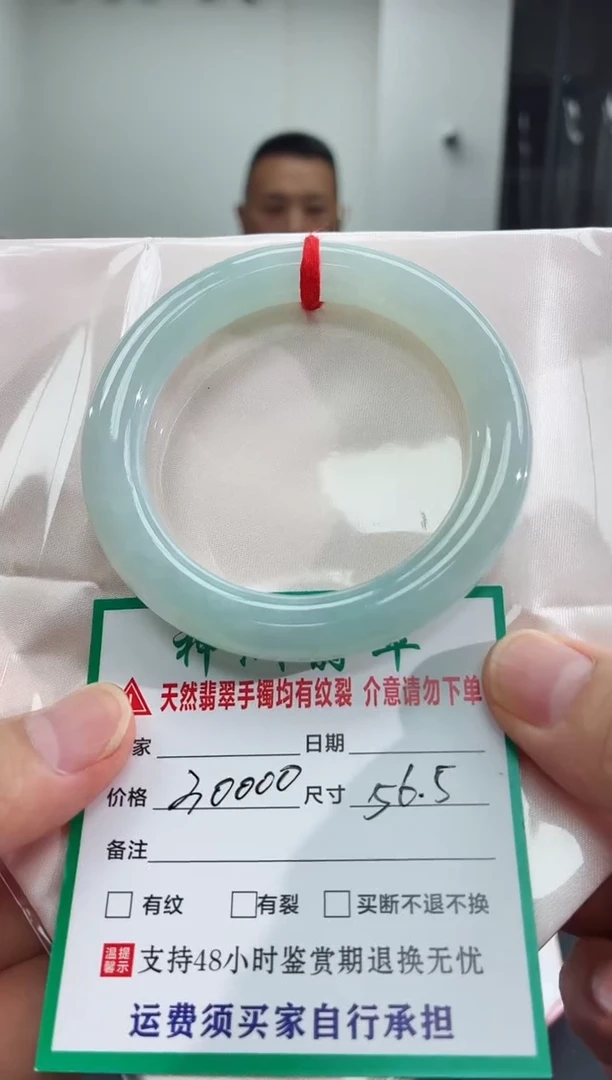 天然翡翠手镯均有纹裂 介意请勿下单
家 日期
价格 20000 尺寸 56.5
备注
有纹 有裂 买断不退不换
温馨提示 支持48小时鉴赏期退换无忧
运费须买家自行承担